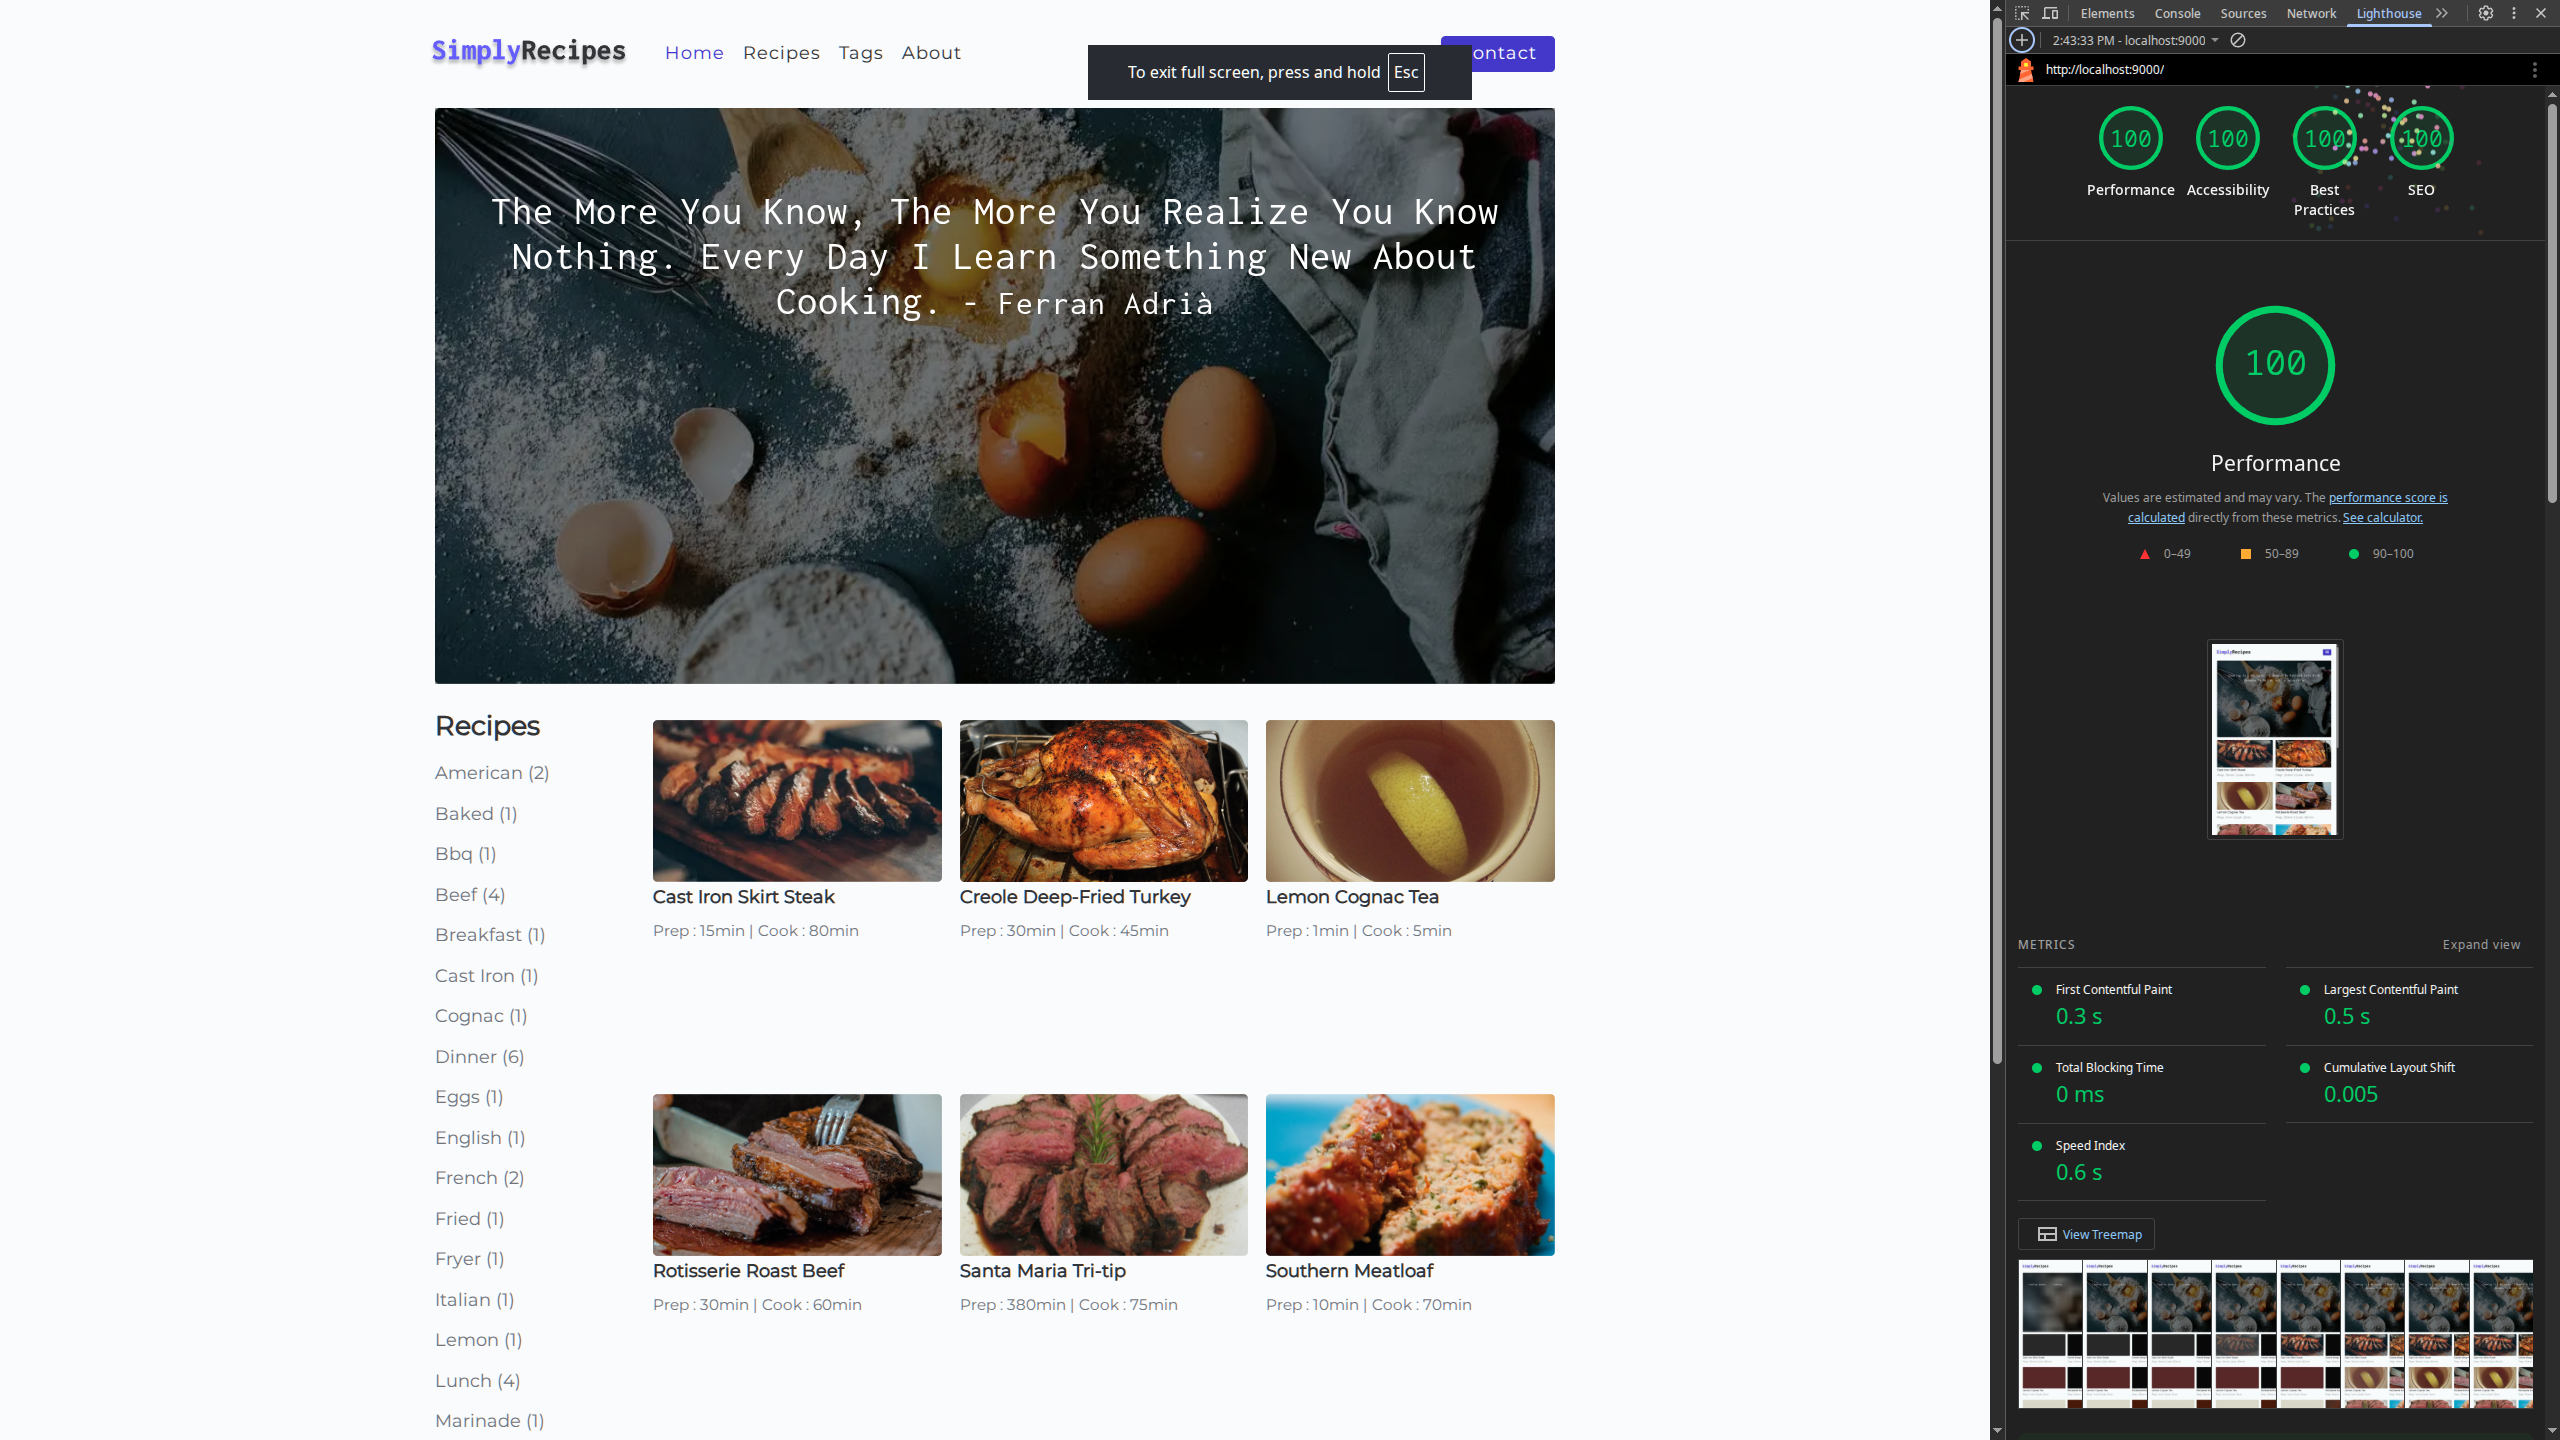 SimplyRecipes
Home Recipes Tags About
ontact
To exit full screen, press and hold Esc
The More You Know, The More You Realize You Know
Nothing. Every Day I Learn Something New About
Cooking. - Ferran Adrià
Recipes
American (2)
Baked (1)
Bbq (1)
Beef (4)
Breakfast (1)
Cast Iron (1)
Cognac (1)
Dinner (6)
Eggs (1)
English (1)
French (2)
Fried (1)
Fryer (1)
Italian (1)
Lemon (1)
Lunch (4)
Marinade (1)
Cast Iron Skirt Steak
Prep : 15min | Cook : 80min
Creole Deep-Fried Turkey
Prep : 30min | Cook : 45min
Lemon Cognac Tea
Prep : 1min | Cook : 5min
Rotisserie Roast Beef
Prep : 30min | Cook : 60min
Santa Maria Tri-tip
Prep : 380min | Cook : 75min
Southern Meatloaf
Prep : 10min | Cook : 70min
Elements Console Sources Network Lighthouse
2:43:33 PM - localhost:9000
http://localhost:9000/
100 100 100 100
Performance Accessibility Best Practices SEO
100
Performance
Values are estimated and may vary. The performance score is
calculated directly from these metrics. See calculator.
0–49 50–89 90–100
METRICS Expand view
First Contentful Paint
0.3 s
Largest Contentful Paint
0.5 s
Total Blocking Time
0 ms
Cumulative Layout Shift
0.005
Speed Index
0.6 s
View Treemap